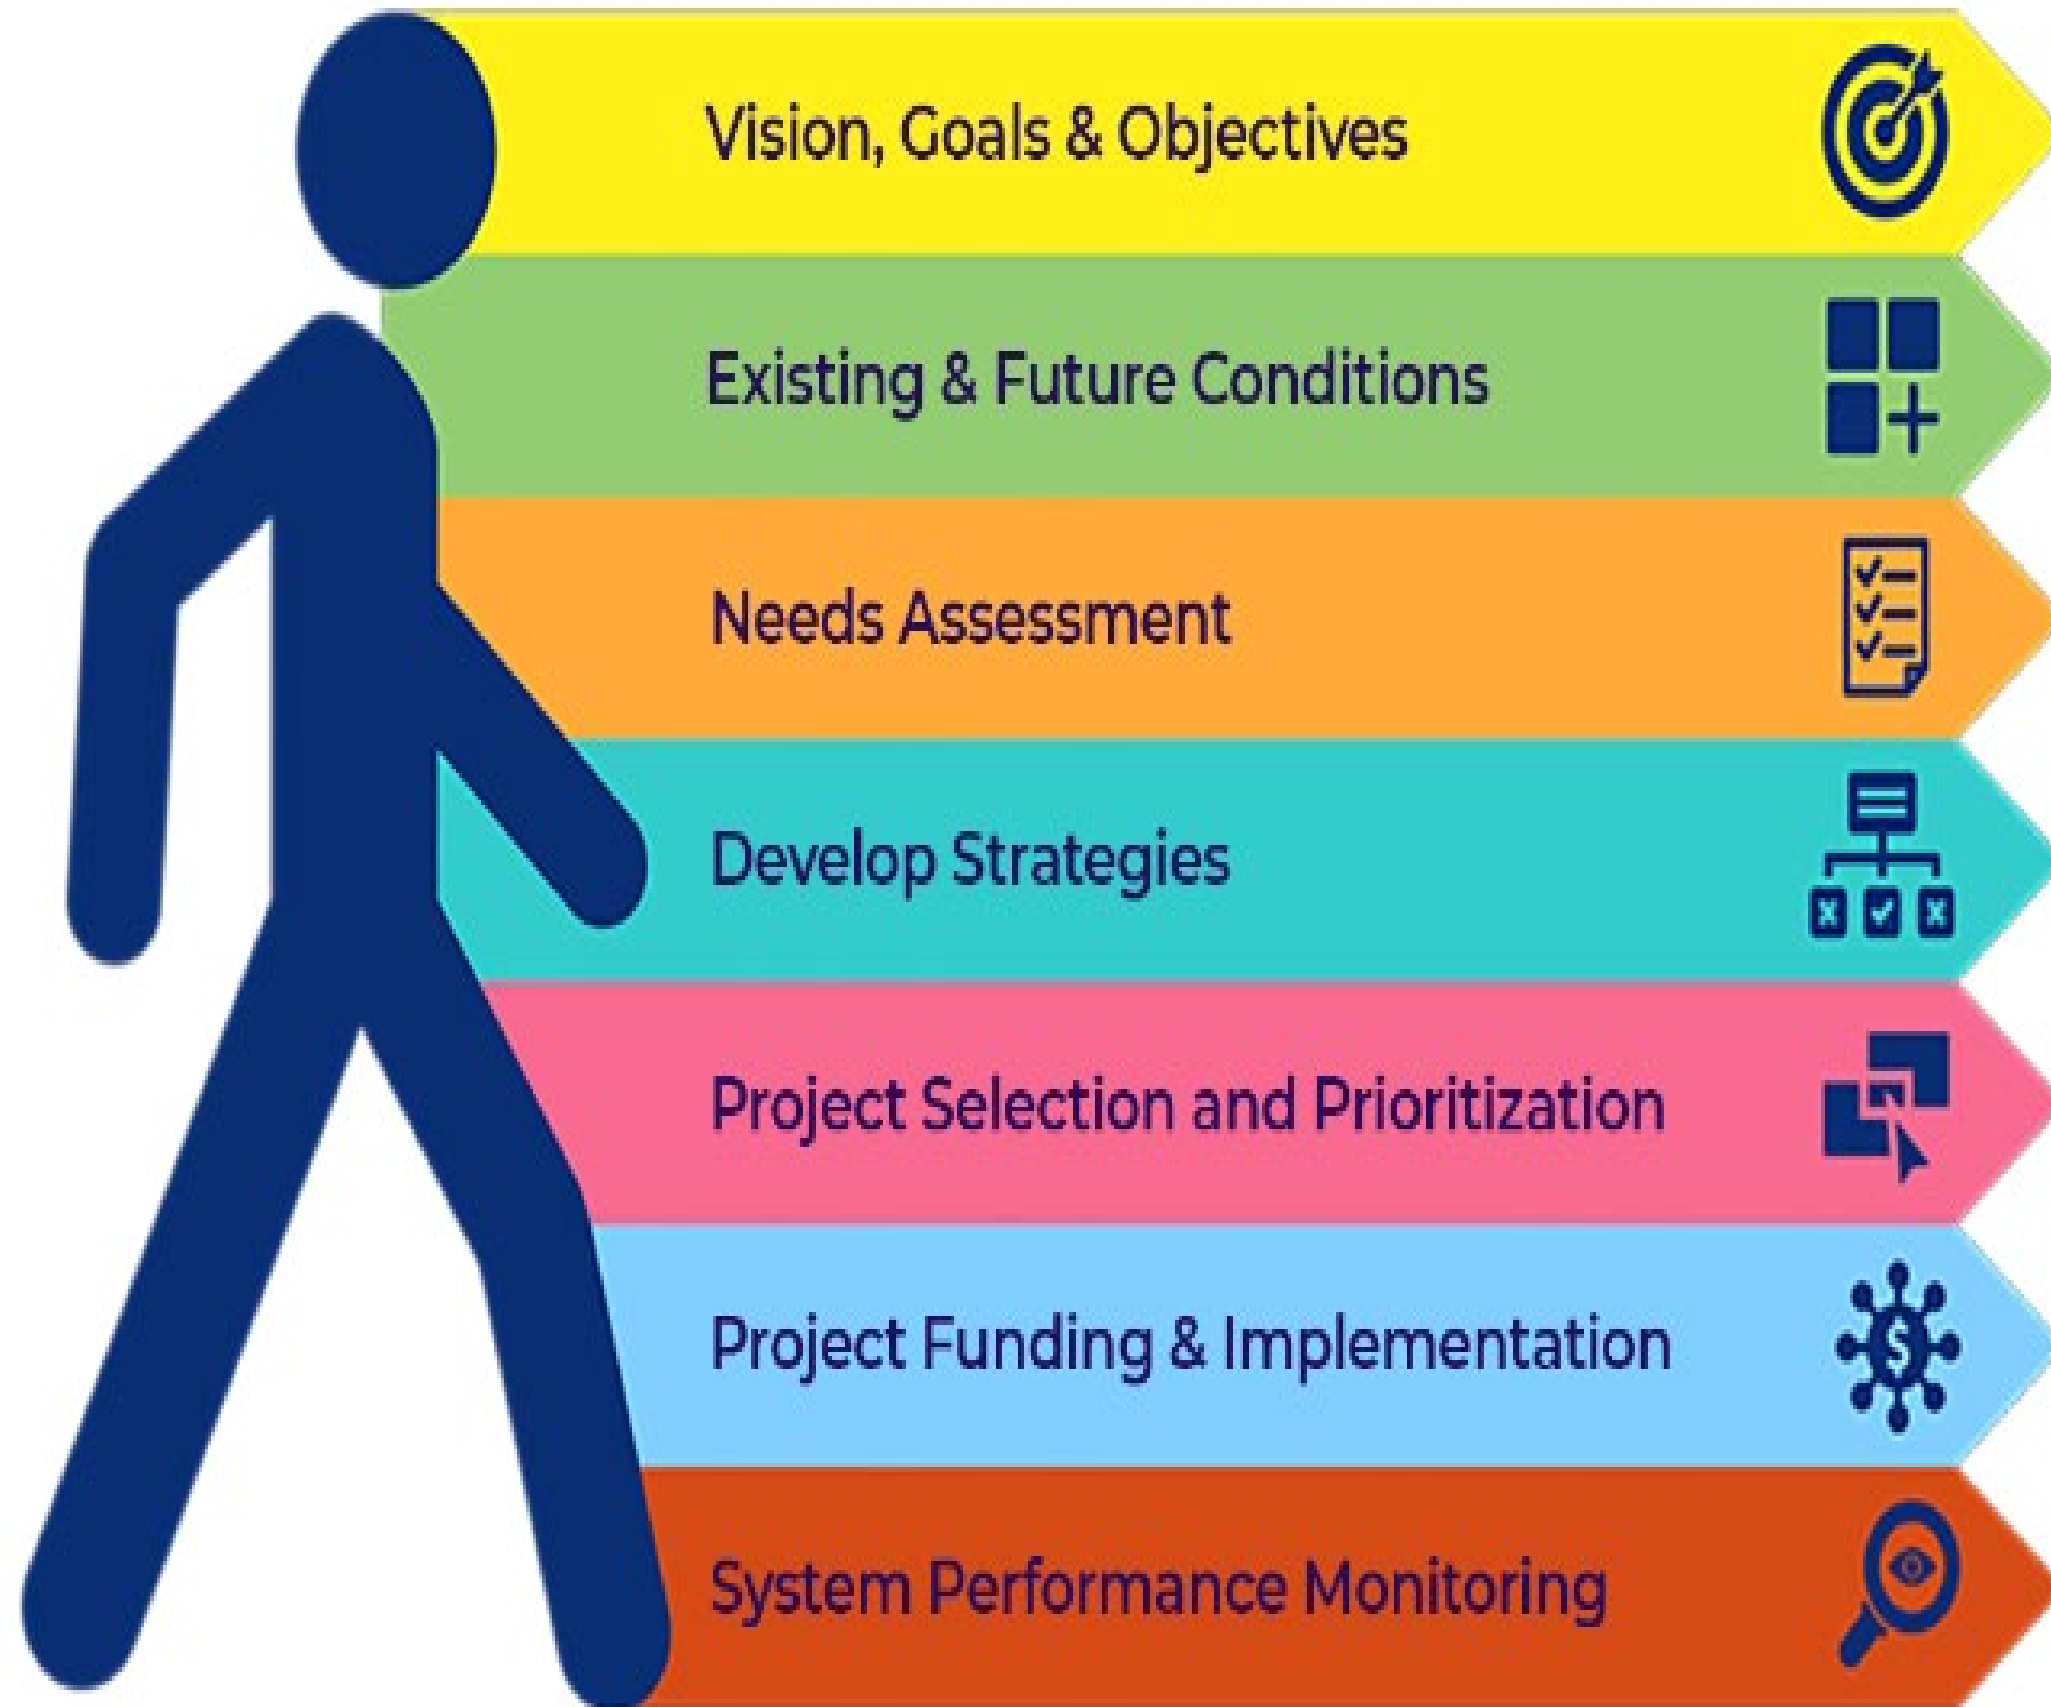 Vision, Goals & Objectives
Existing & Future Conditions
Needs Assessment
Develop Strategies
Project Selection and Prioritization
Project Funding & Implementation
$
System Performance Monitoring